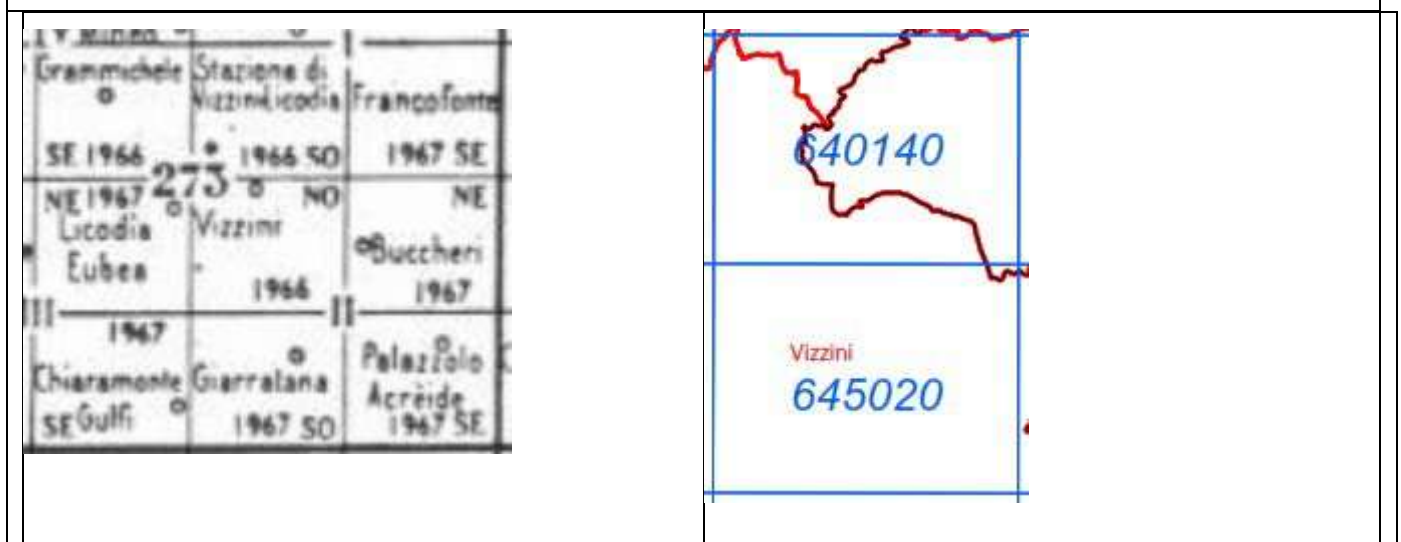 IV Mineo
I
Grammichele
Stazione di
Vizzini-Licodia
Francofonte
SE 1966
1966 SO
1967 SE
273
NE 1967
NO
NE
Licodia
Eubea
Vizzini
Buccheri
1966
1967
III
II
1967
Chiaramonte
Gulfi
SE
Giarratana
1967 SO
Palazzolo
Acrèide
1967 SE
640140
Vizzini
645020